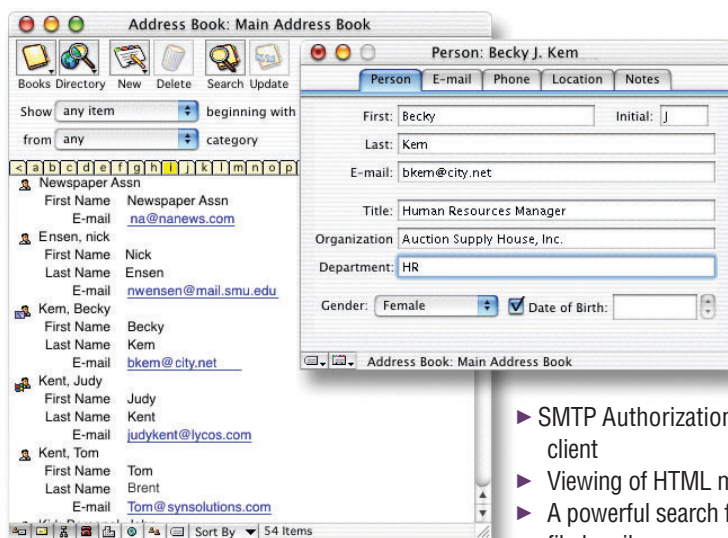 Address Book: Main Address Book
Books Directory New Delete Search Update
Show any item beginning with
from any category
< a b c d e f g h i j k l m n o p
Newspaper Assn
First Name Newspaper Assn
E-mail na@nanews.com
Ensen, nick
First Name Nick
Last Name Ensen
E-mail nwensen@mail.smu.edu
Kem, Becky
First Name Becky
Last Name Kem
E-mail bkem@city.net
Kent, Judy
First Name Judy
Last Name Kent
E-mail judykent@lycos.com
Kent, Tom
First Name Tom
Last Name Brent
E-mail Tom@synsolutions.com
Sort By 54 Items
Person: Becky J. Kem
Person E-mail Phone Location Notes
First: Becky Initial: J
Last: Kem
E-mail: bkem@city.net
Title: Human Resources Manager
Organization Auction Supply House, Inc.
Department: HR
Gender: Female Date of Birth:
Address Book: Main Address Book
► SMTP Authorization
client
► Viewing of HTML m
► A powerful search f